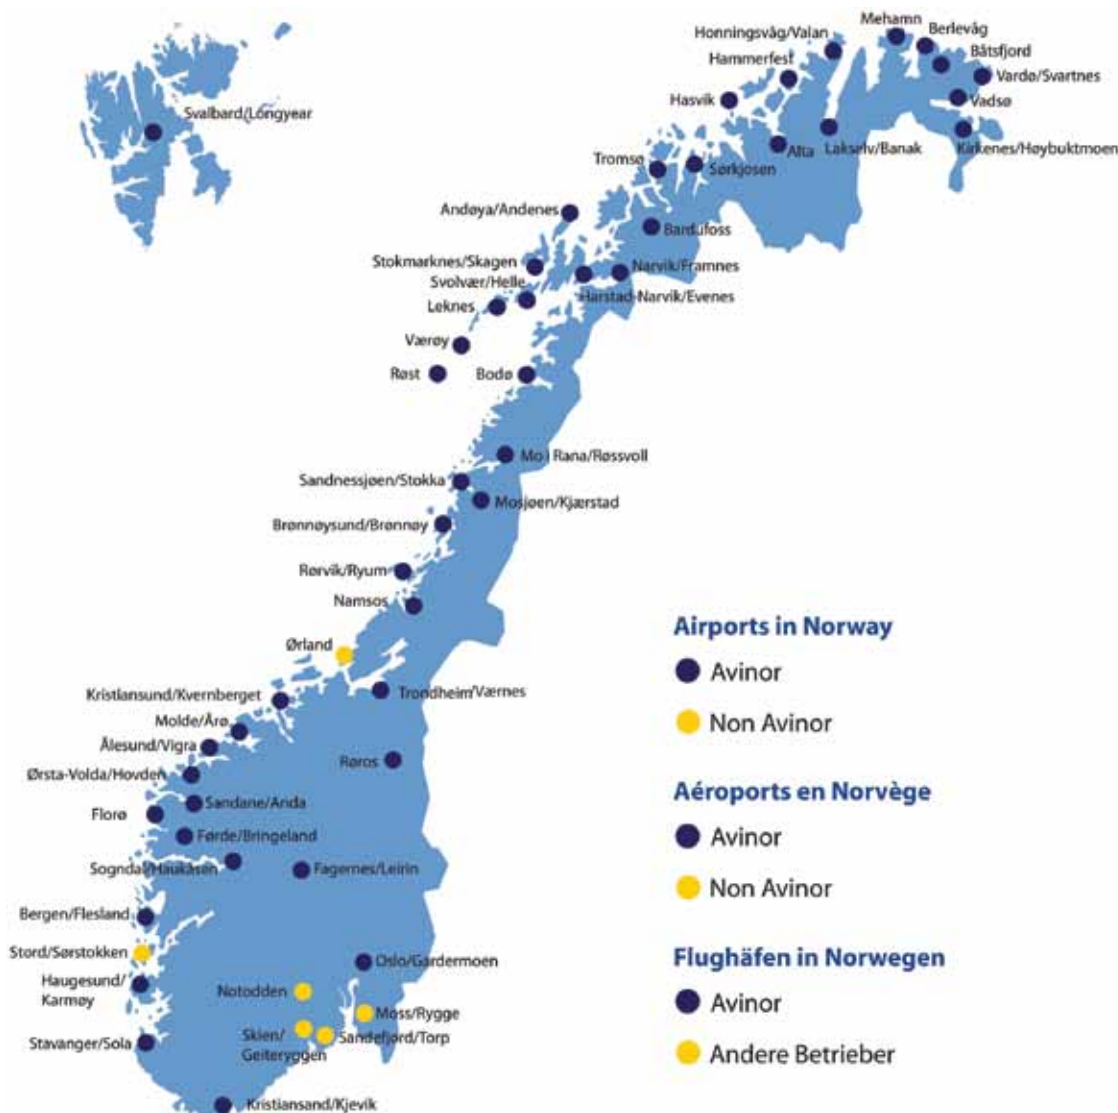 Mehamn
Honningsvåg/Valan
Berlevåg
Båtsfjord
Hammerfest
Vardø/Svartnes
Hasvik
Vadsø
Svalbard/Longyear
Alta
Lakselv/Banak
Kirkenes/Høybuktmoen
Tromsø
Sørkjosen
Andøya/Andenes
Bardufoss
Stokmarknes/Skagen
Narvik/Framnes
Svolvær/Helle
Harstad-Narvik/Evenes
Leknes
Værøy
Røst
Bodø
Mo i Rana/Røssvoll
Sandnessjøen/Stokka
Mosjøen/Kjærstad
Brønnøysund/Brønnøy
Rørvik/Ryum
Namsos
Ørland
Kristiansund/Kvernberget
Trondheim/Værnes
Molde/Årø
Ålesund/Vigra
Røros
Ørsta-Volda/Hovden
Sandane/Anda
Florø
Førde/Bringeland
Sogndal/Haukåsen
Fagernes/Leirin
Bergen/Flesland
Stord/Sørstokken
Oslo/Gardermoen
Haugesund/
Karmøy
Notodden
Moss/Rygge
Skien/
Geiteryggen
Sandefjord/Torp
Stavanger/Sola
Kristiansand/Kjevik
Airports in Norway
Avinor
Non Avinor
Aéroports en Norvège
Avinor
Non Avinor
Flughäfen in Norwegen
Avinor
Andere Betrieber